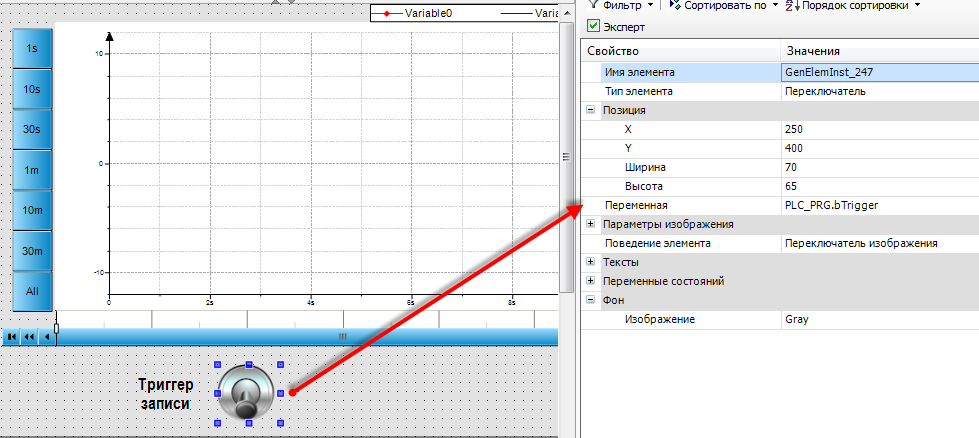 Variable0
Varia
1s
10s
30s
1m
10m
30m
All
10
0
-10
0
2s
4s
6s
8s
Триггер
записи
Фильтр
Сортировать по
Порядок сортировки
Эксперт
Свойство Значения
Имя элемента GenElemInst_247
Тип элемента Переключатель
Позиция
X 250
Y 400
Ширина 70
Высота 65
Переменная PLC_PRG.bTrigger
Параметры изображения
Поведение элемента Переключатель изображения
Тексты
Переменные состояний
Фон
Изображение Gray